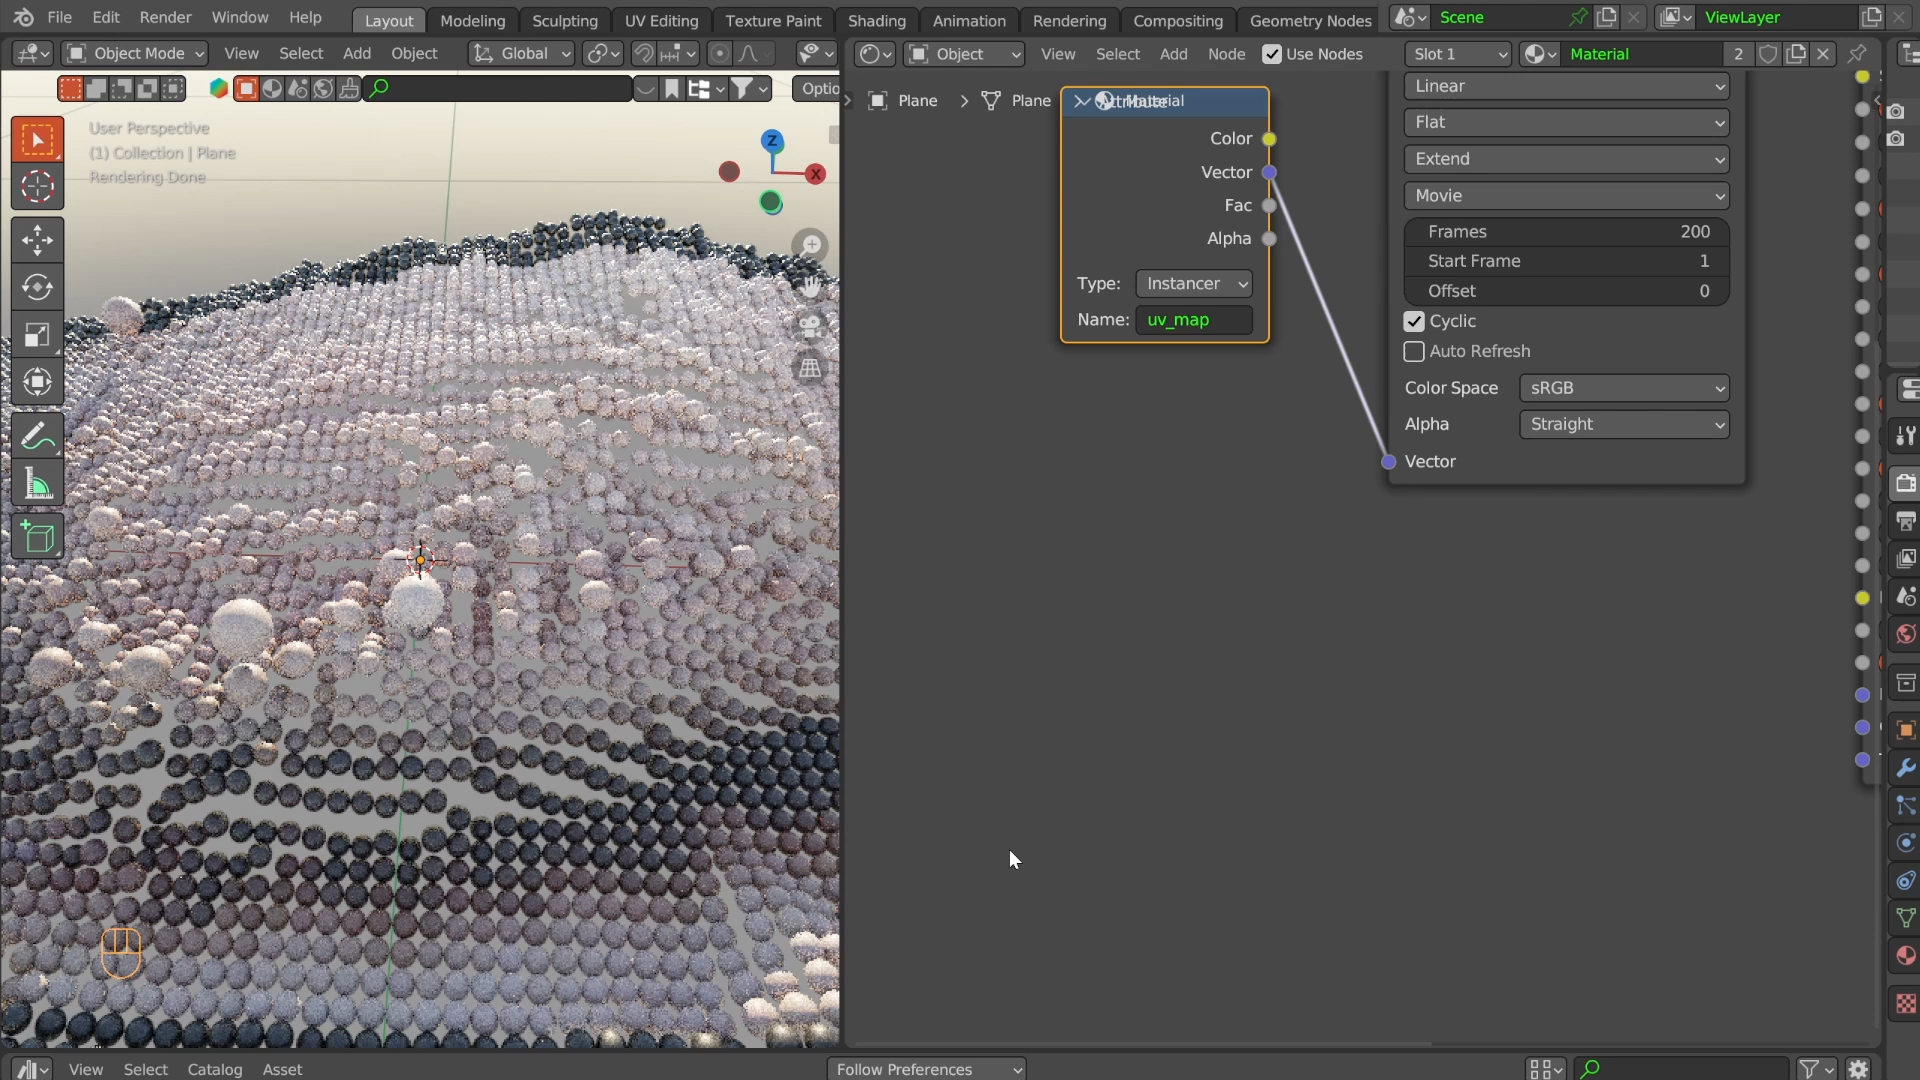 File Edit Render Window Help Layout Modeling Sculpting UV Editing Texture Paint Shading Animation Rendering Compositing Geometry Nodes Scene ViewLayer
Object Mode View Select Add Object Global Object View Select Add Node Use Nodes Slot 1 Material 2
Optio
User Perspective
(1) Collection | Plane
Rendering Done
Z
X
Plane Plane Material
Color
Vector
Fac
Alpha
Type: Instancer
Name: uv_map
Linear
Flat
Extend
Movie
Frames 200
Start Frame 1
Offset 0
Cyclic
Auto Refresh
Color Space sRGB
Alpha Straight
Vector
View Select Catalog Asset Follow Preferences